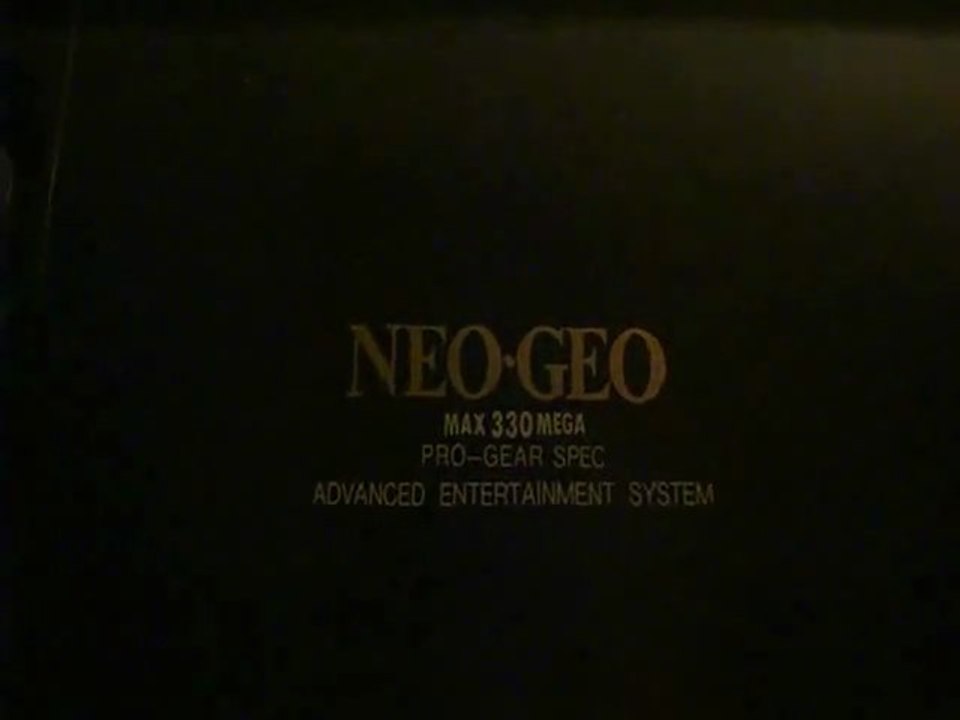 NEO·GEO
MAX 330 MEGA
PRO-GEAR SPEC
ADVANCED ENTERTAINMENT SYSTEM